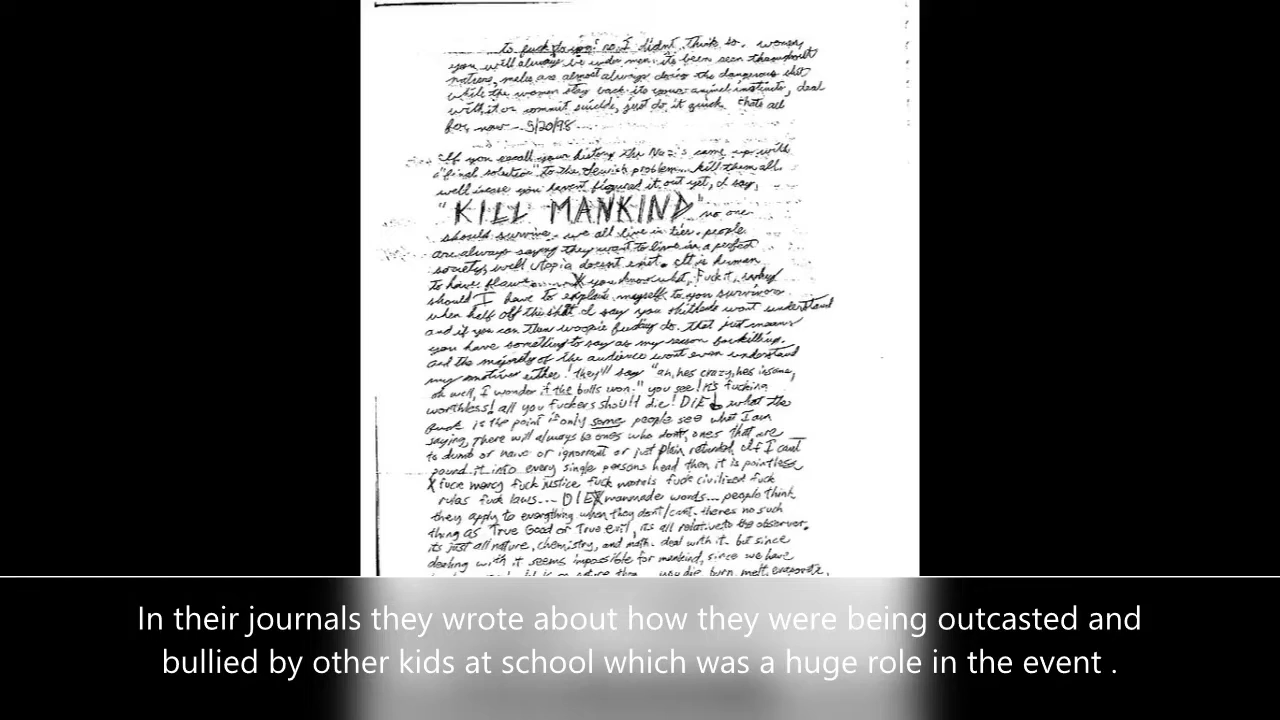 to fuck do you? no I didnt think so. women,
you will always be under men. its been seen throughout
nature, males are almost always doing the dangerous shit
while the women stay back. its your animal instincts, deal
with it or commit suicide, just do it quick. thats all
for now - 5/20/98
If you recall your history the Nazis came up with
a "final solution" to the Jewish problem... kill them all.
well incase you havent figured it out yet, I say,
"KILL MANKIND" no one
should survive. we all live in lies. people
are always saying they want to live in a perfect
society, well utopia doesnt exist. It is human
to have flaws... you know what, Fuck it, why
should I have to explain myself to you survivors
when half of this shit I say you shitheads wont understand
and if you can then woopie fucking do. that just means
you have something to say as my reason for killing.
and the majority of the audience wont even understand
my motives either! they'll say "ah, hes crazy, hes insane,
oh well, I wonder if the bulls won." you see! its fucking
worthless! all you fuckers should die! DIE! what the
fuck is the point if only some people see what I am
saying, there will always be ones who dont, ones that are
to dumb or naive or ignorant or just plain retarded. If I cant
pound it into every single persons head then it is pointless
fuck mercy fuck justice fuck morals fuck civilized fuck
rules fuck laws... DIE manmade words... people think
they apply to everything when they dont/cant. theres no such
thing as True Good or True evil, its all relative to the observer.
its just all nature, chemistry, and math. deal with it. but since
dealing with it seems impossible for mankind, since we have
you die, burn, melt, evaporate,
In their journals they wrote about how they were being outcasted and
bullied by other kids at school which was a huge role in the event .